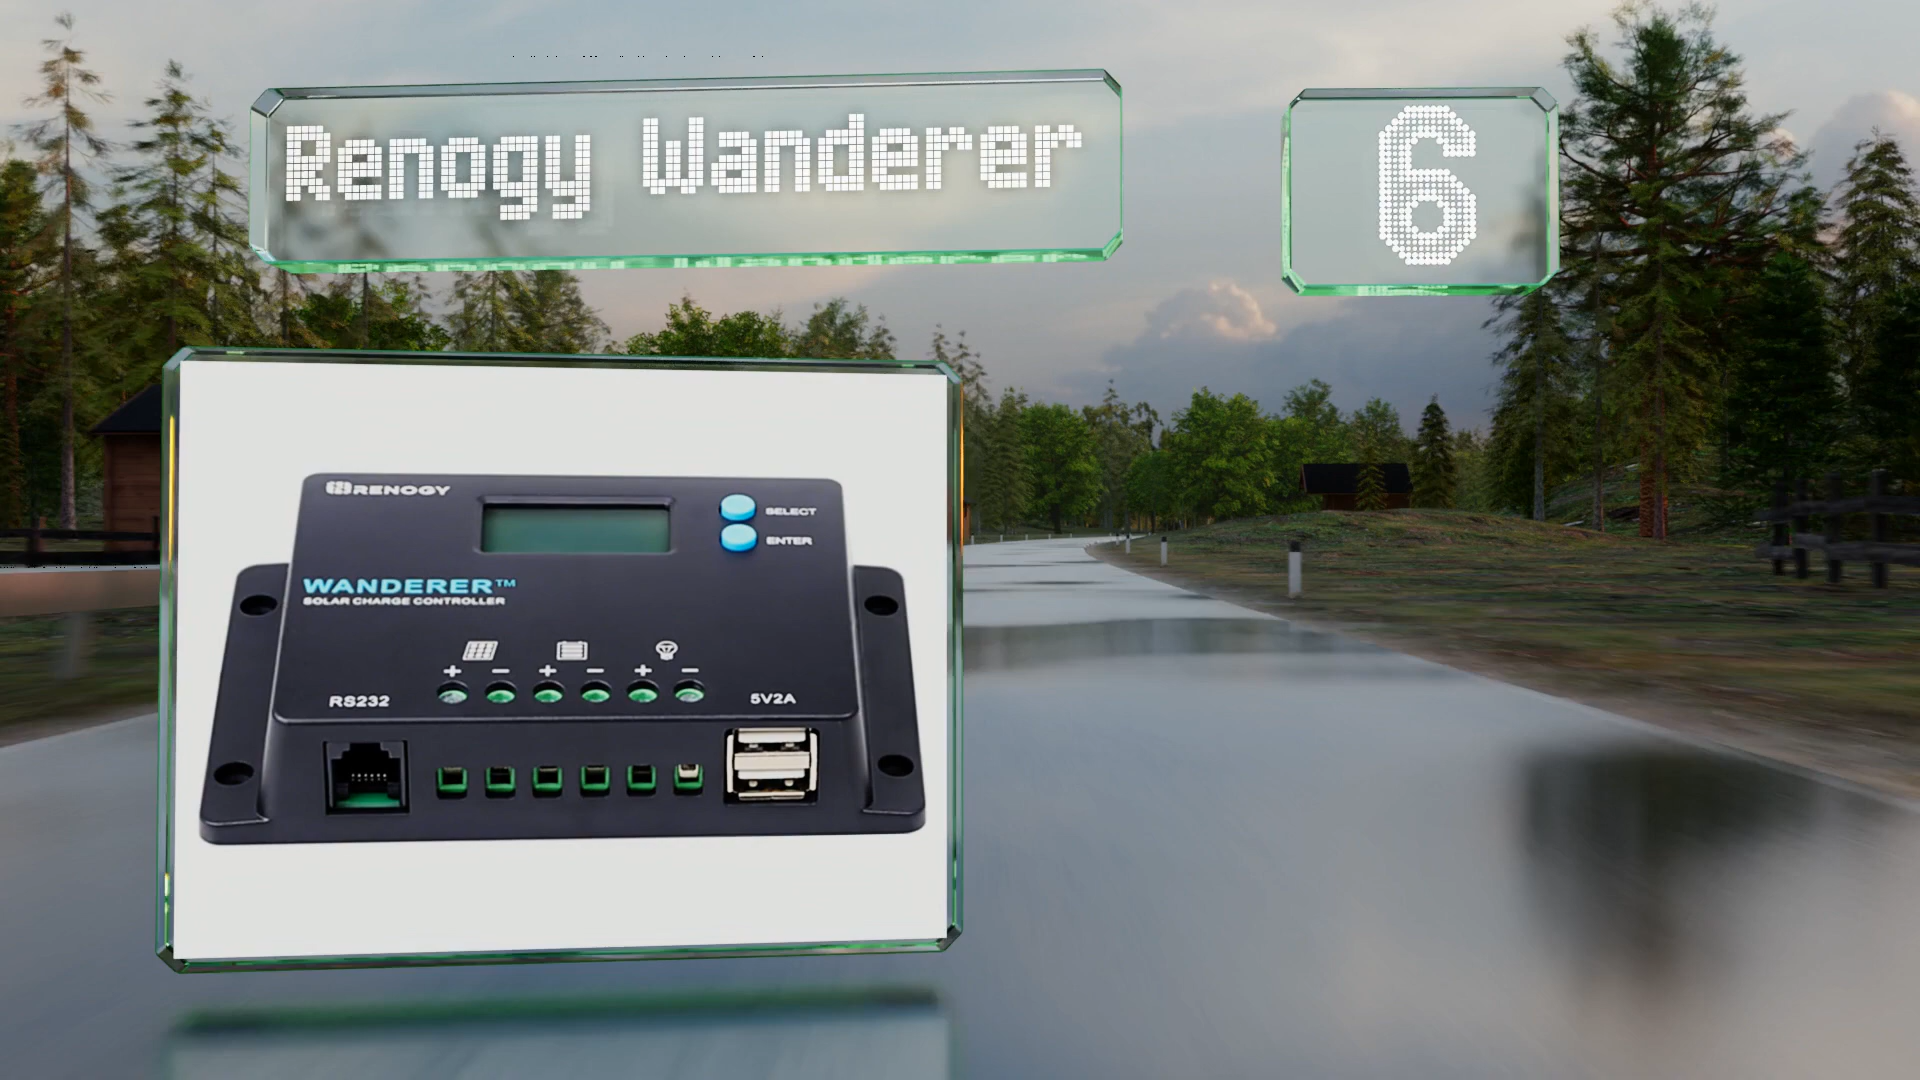 Renogy Wanderer
6
RENOGY
SELECT
ENTER
WANDERER™
SOLAR CHARGE CONTROLLER
+ - + - + -
RS232
5V2A